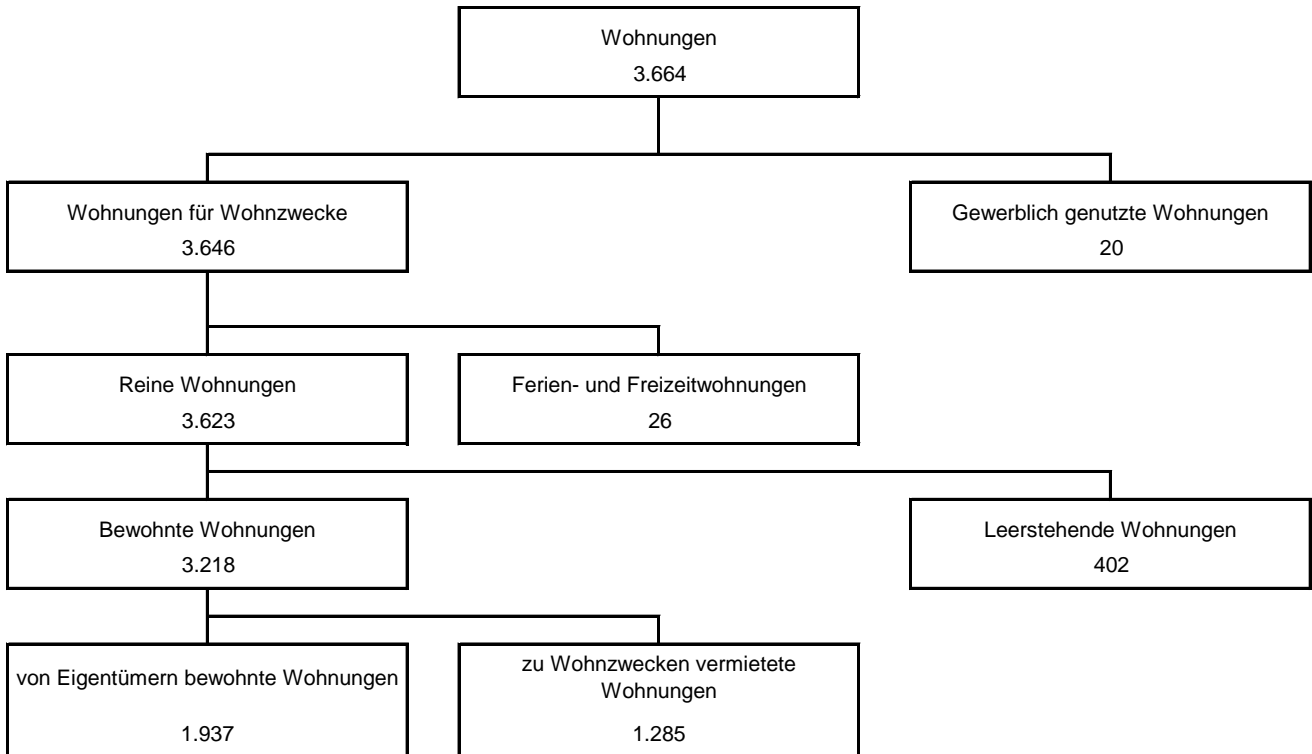 Wohnungen
3.664
Wohnungen für Wohnzwecke
3.646
Gewerblich genutzte Wohnungen
20
Reine Wohnungen
3.623
Ferien- und Freizeitwohnungen
26
Bewohnte Wohnungen
3.218
Leerstehende Wohnungen
402
von Eigentümern bewohnte Wohnungen
1.937
zu Wohnzwecken vermietete
Wohnungen
1.285